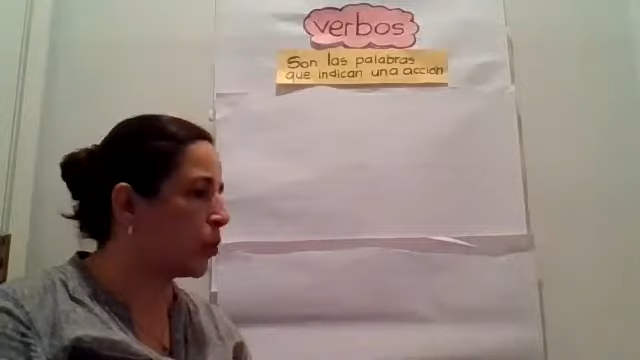 verbos
Son las palabras
que indican una acción